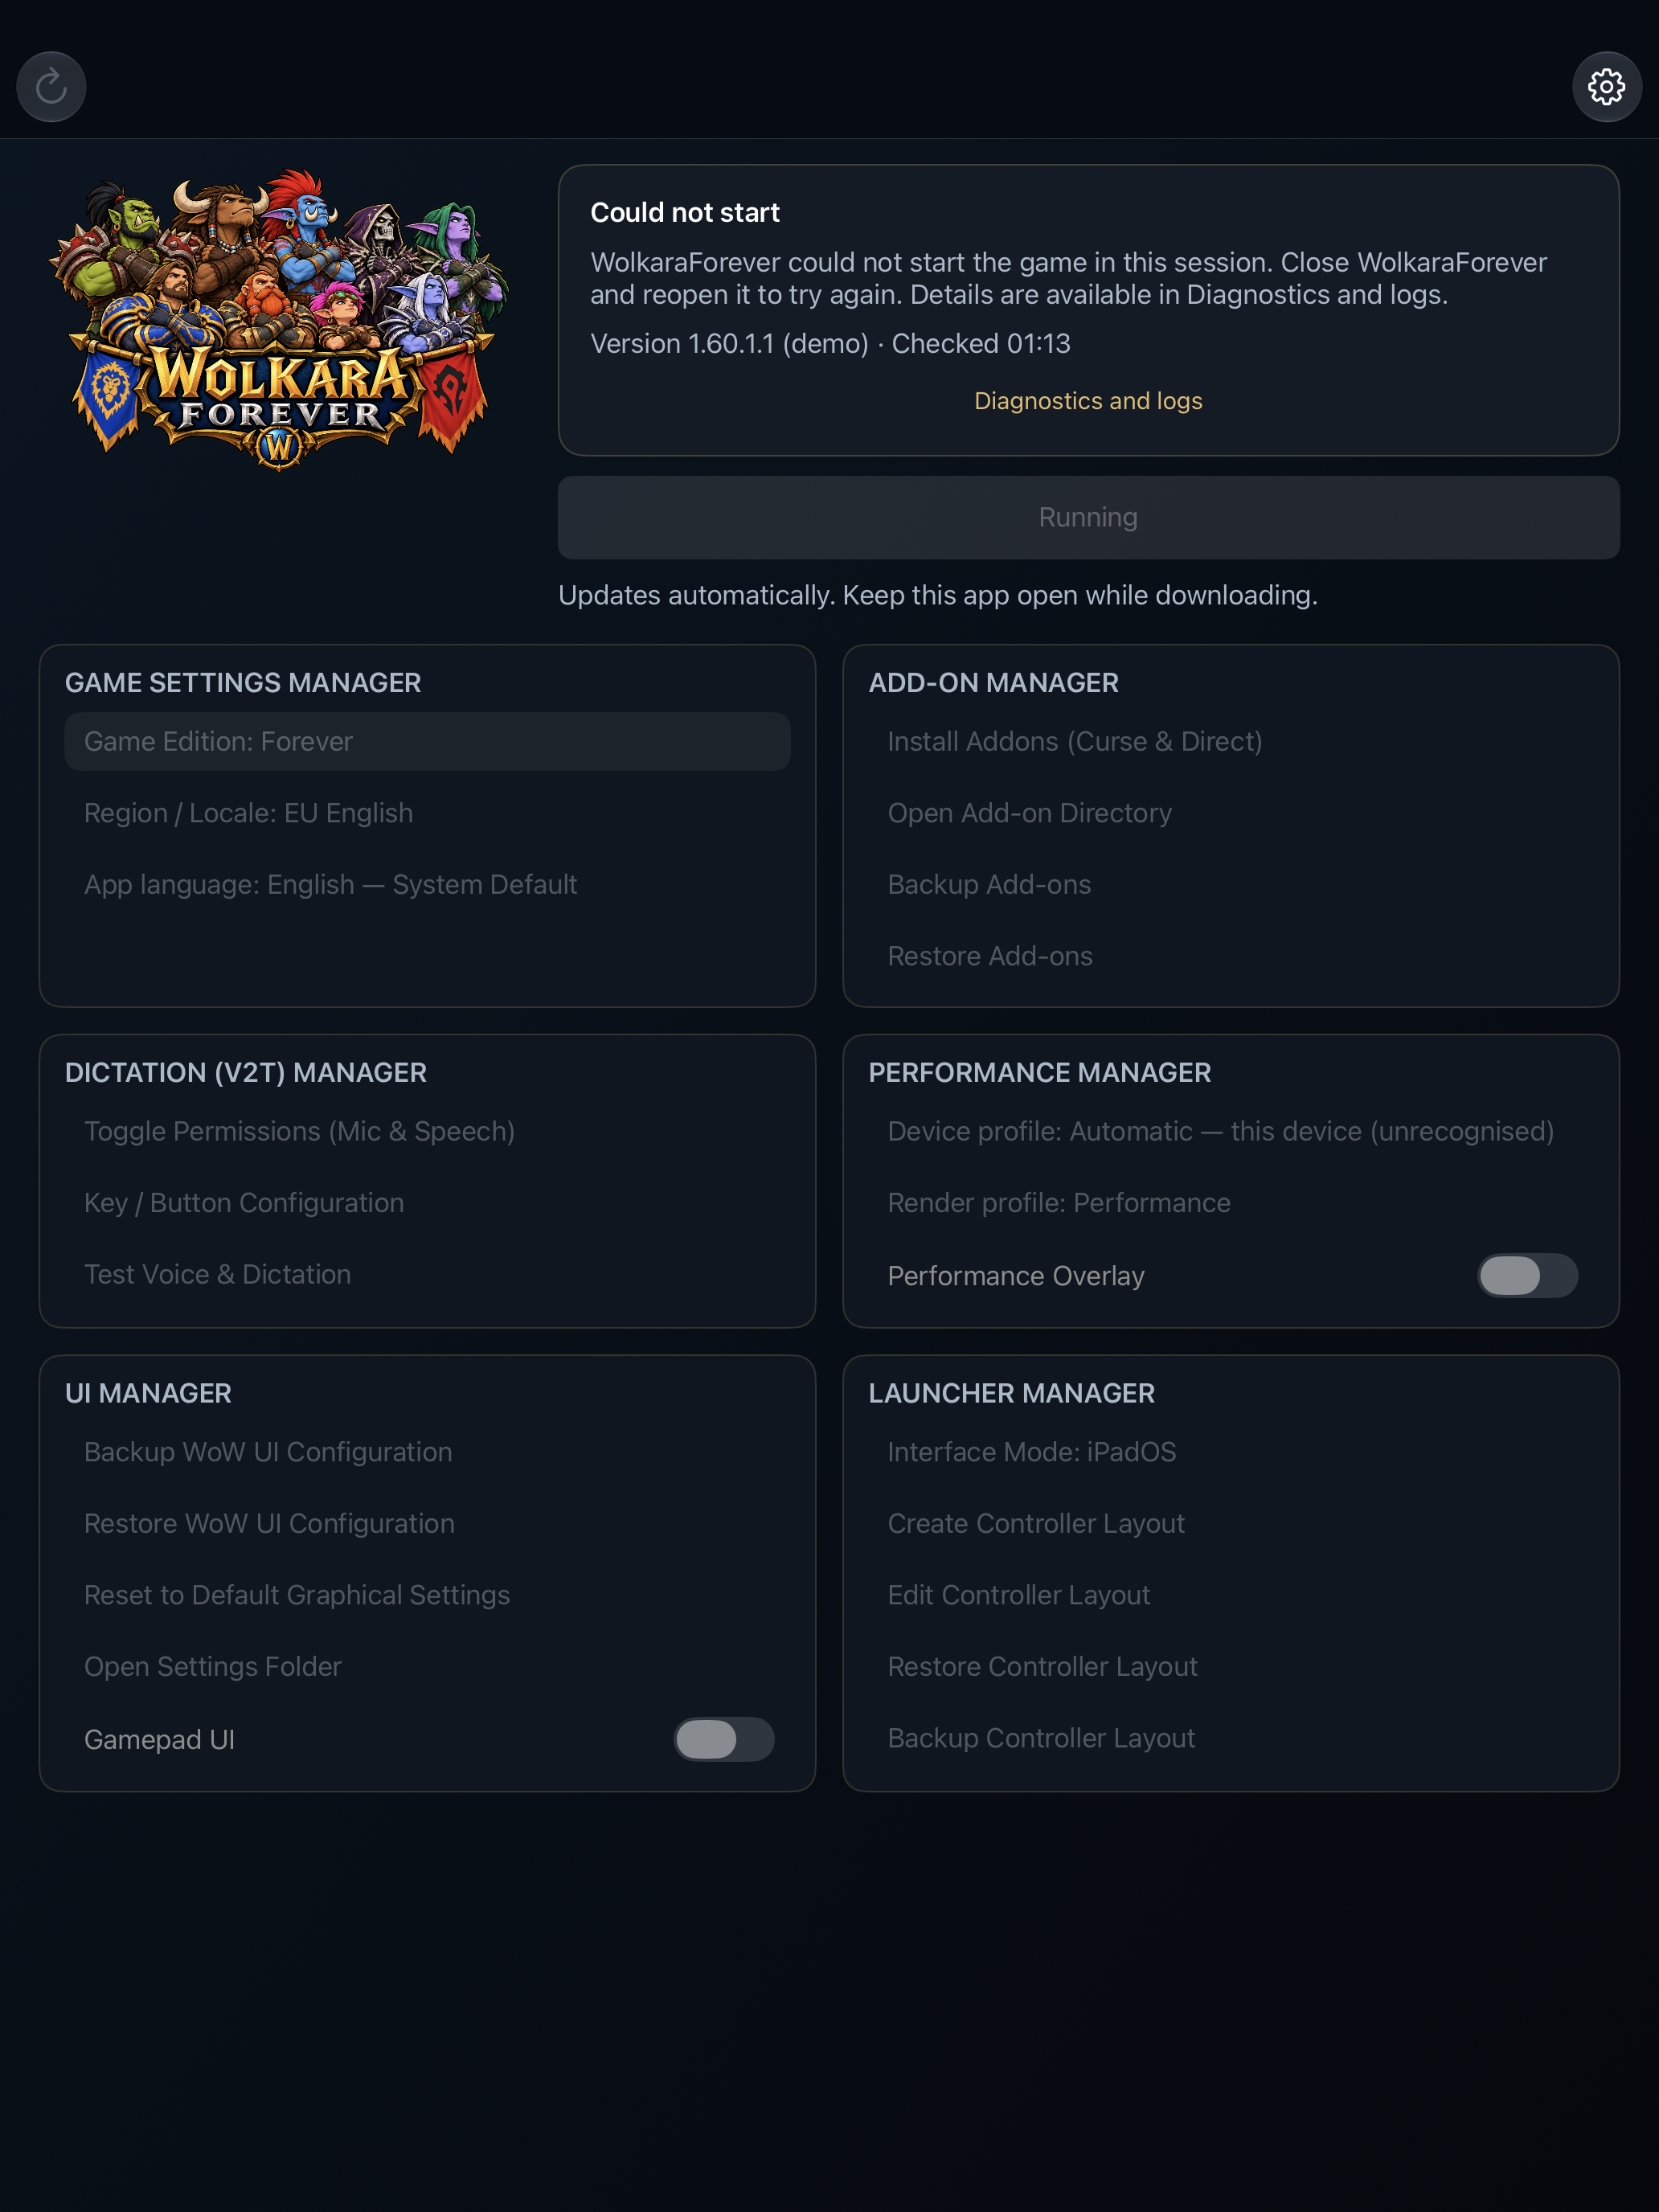 WOLKARA
FOREVER
W
Could not start
WolkaraForever could not start the game in this session. Close WolkaraForever
and reopen it to try again. Details are available in Diagnostics and logs.
Version 1.60.1.1 (demo) · Checked 01:13
Diagnostics and logs
Running
Updates automatically. Keep this app open while downloading.
GAME SETTINGS MANAGER
Game Edition: Forever
Region / Locale: EU English
App language: English — System Default
ADD-ON MANAGER
Install Addons (Curse & Direct)
Open Add-on Directory
Backup Add-ons
Restore Add-ons
DICTATION (V2T) MANAGER
Toggle Permissions (Mic & Speech)
Key / Button Configuration
Test Voice & Dictation
PERFORMANCE MANAGER
Device profile: Automatic — this device (unrecognised)
Render profile: Performance
Performance Overlay
UI MANAGER
Backup WoW UI Configuration
Restore WoW UI Configuration
Reset to Default Graphical Settings
Open Settings Folder
Gamepad UI
LAUNCHER MANAGER
Interface Mode: iPadOS
Create Controller Layout
Edit Controller Layout
Restore Controller Layout
Backup Controller Layout